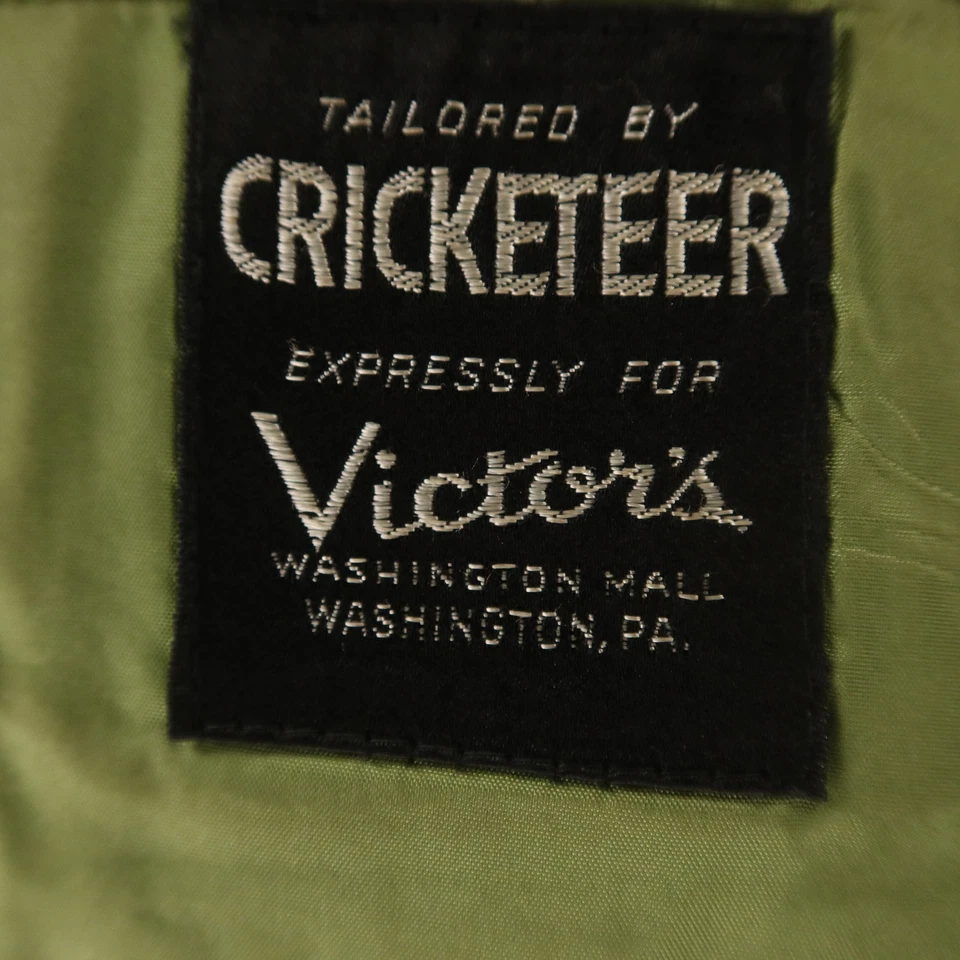 TAILORED BY
CRICKETEER
EXPRESSLY FOR
Victor's
WASHINGTON MALL
WASHINGTON, PA.